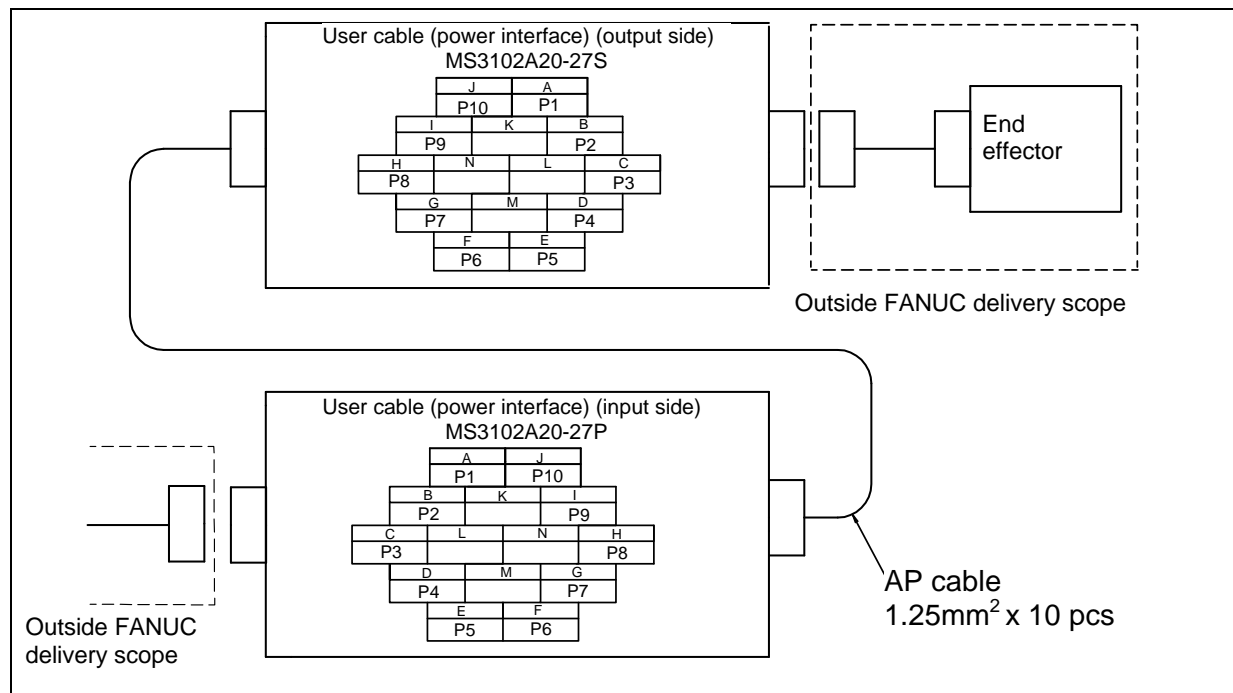 User cable (power interface) (output side)
MS3102A20-27S
J A
P10 P1
I K B
P9 P2
H N L C
P8 P3
G M D
P7 P4
F E
P6 P5
End
effector
Outside FANUC delivery scope
User cable (power interface) (input side)
MS3102A20-27P
A J
P1 P10
B K I
P2 P9
C L N H
P3 P8
D M G
P4 P7
E F
P5 P6
Outside FANUC
delivery scope
AP cable
1.25mm² x 10 pcs